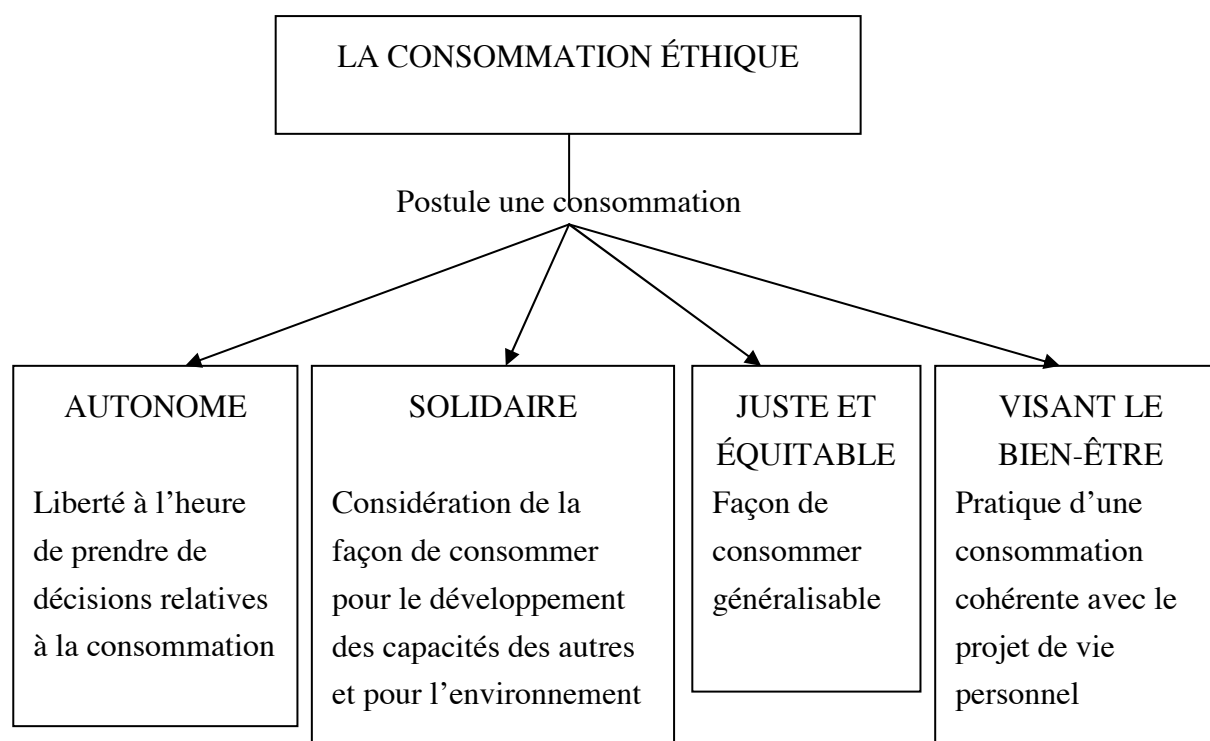 LA CONSOMMATION ÉTHIQUE
Postule une consommation
AUTONOME
Liberté à l’heure
de prendre de
décisions relatives
à la consommation
SOLIDAIRE
Considération de la
façon de consommer
pour le développement
des capacités des autres
et pour l’environnement
JUSTE ET
ÉQUITABLE
Façon de
consommer
généralisable
VISANT LE
BIEN-ÊTRE
Pratique d’une
consommation
cohérente avec le
projet de vie
personnel